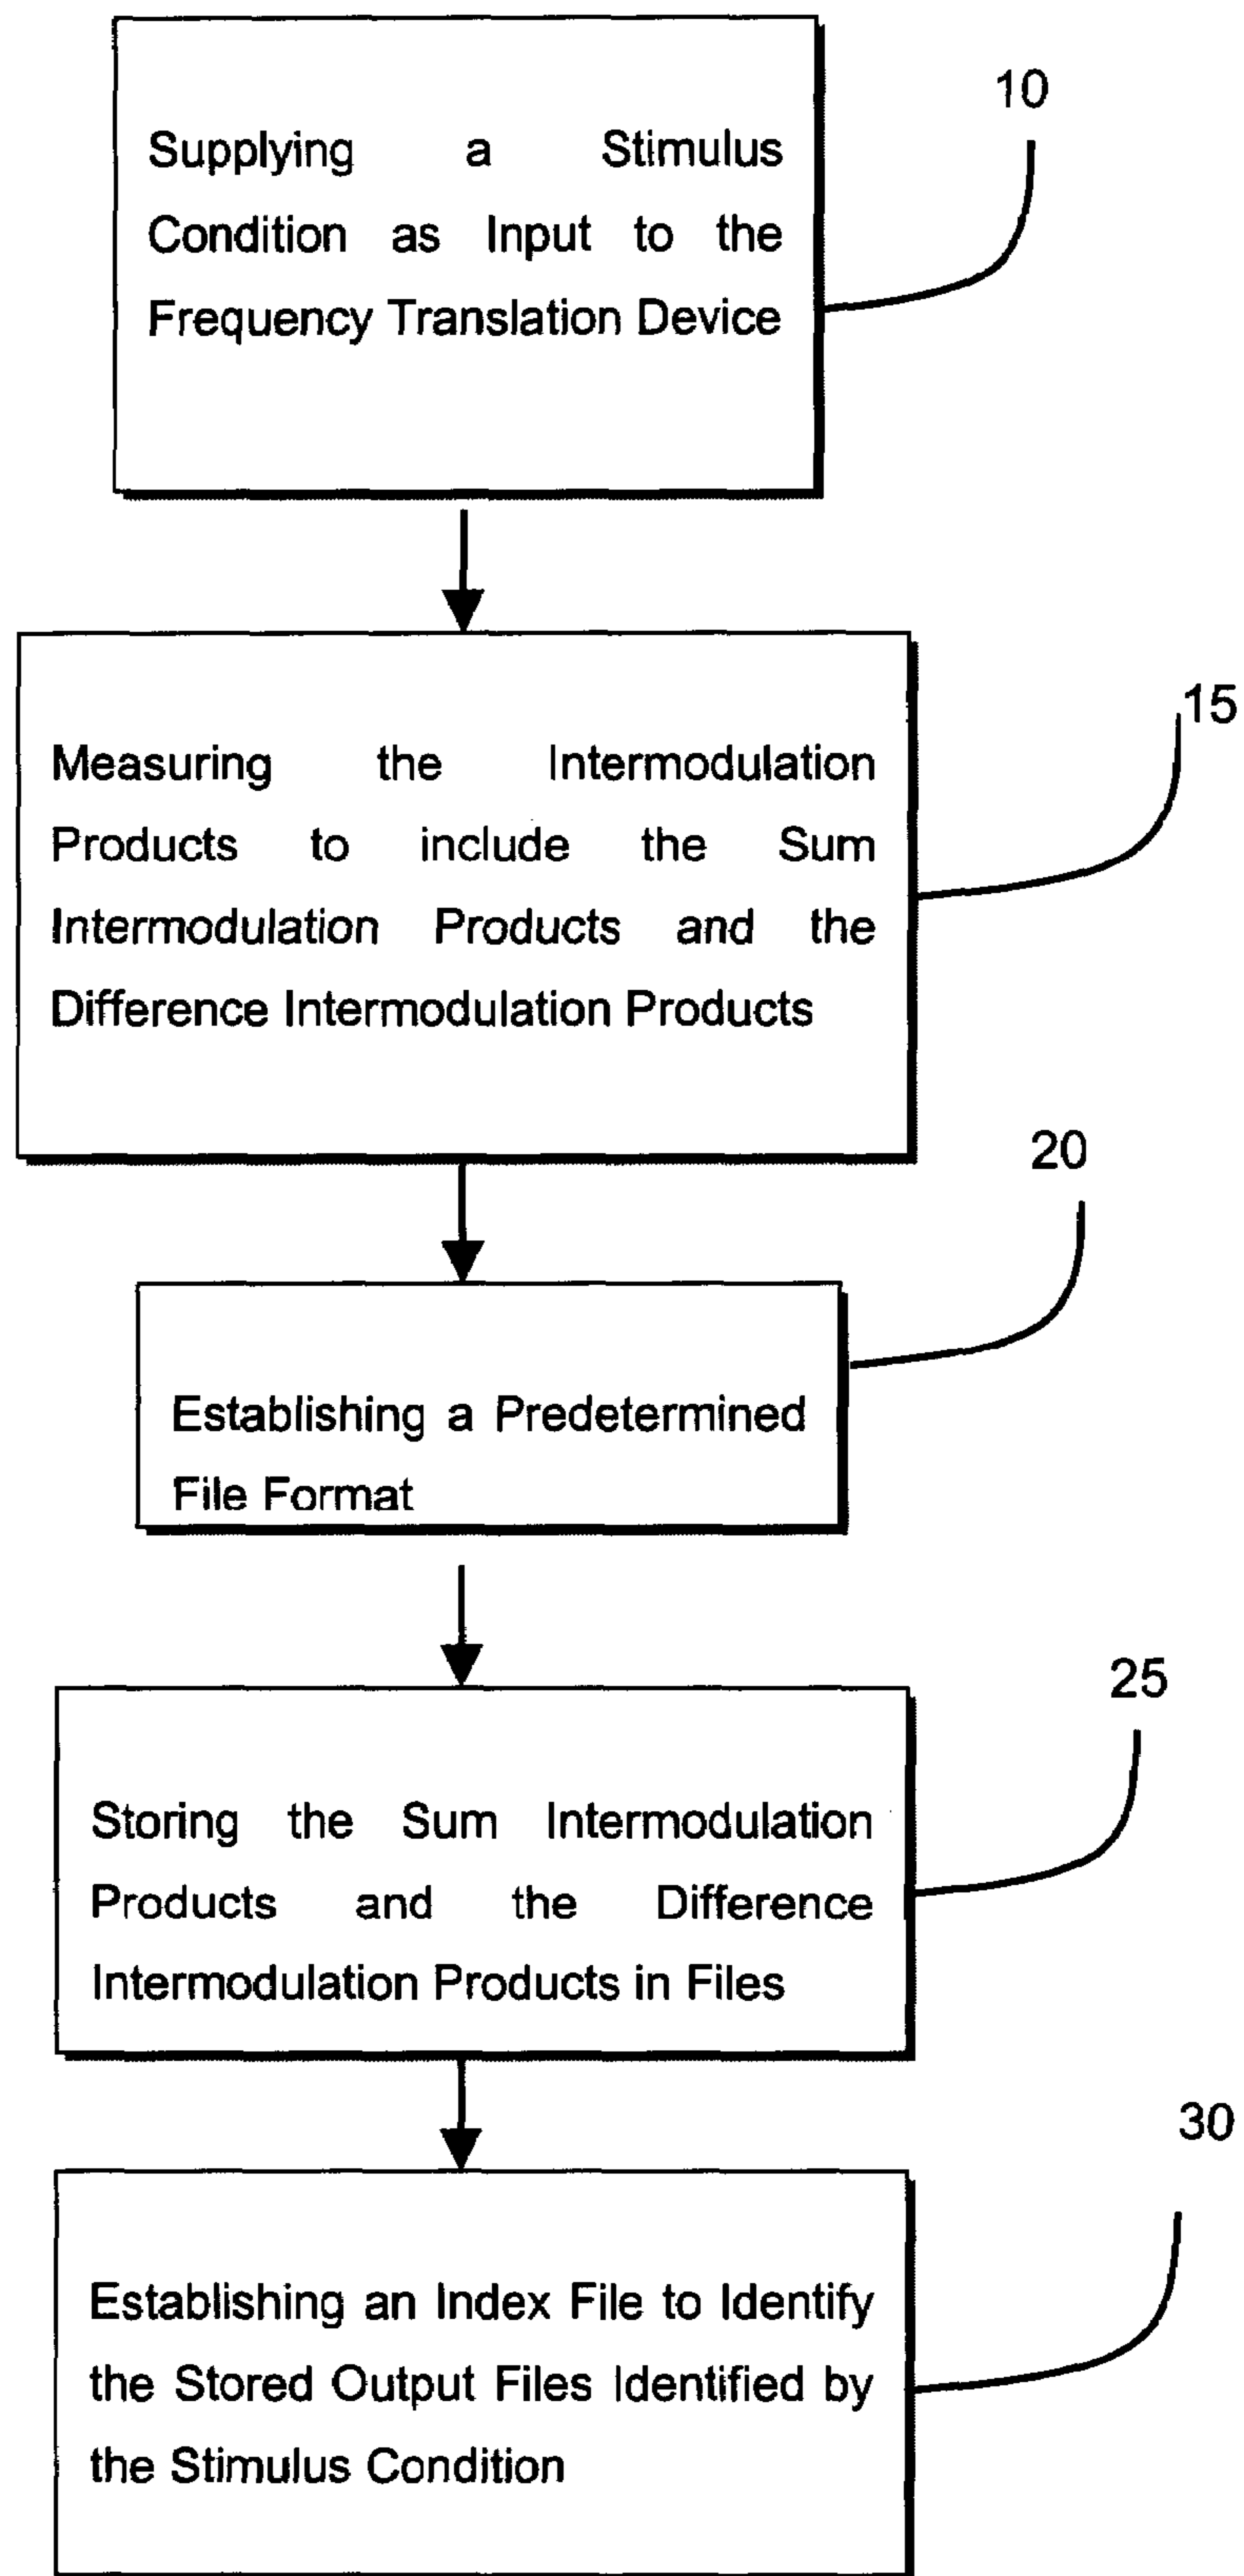 10
Supplying a Stimulus
Condition as Input to the
Frequency Translation Device
15
Measuring the Intermodulation
Products to include the Sum
Intermodulation Products and the
Difference Intermodulation Products
20
Establishing a Predetermined
File Format
25
Storing the Sum Intermodulation
Products and the Difference
Intermodulation Products in Files
30
Establishing an Index File to Identify
the Stored Output Files Identified by
the Stimulus Condition